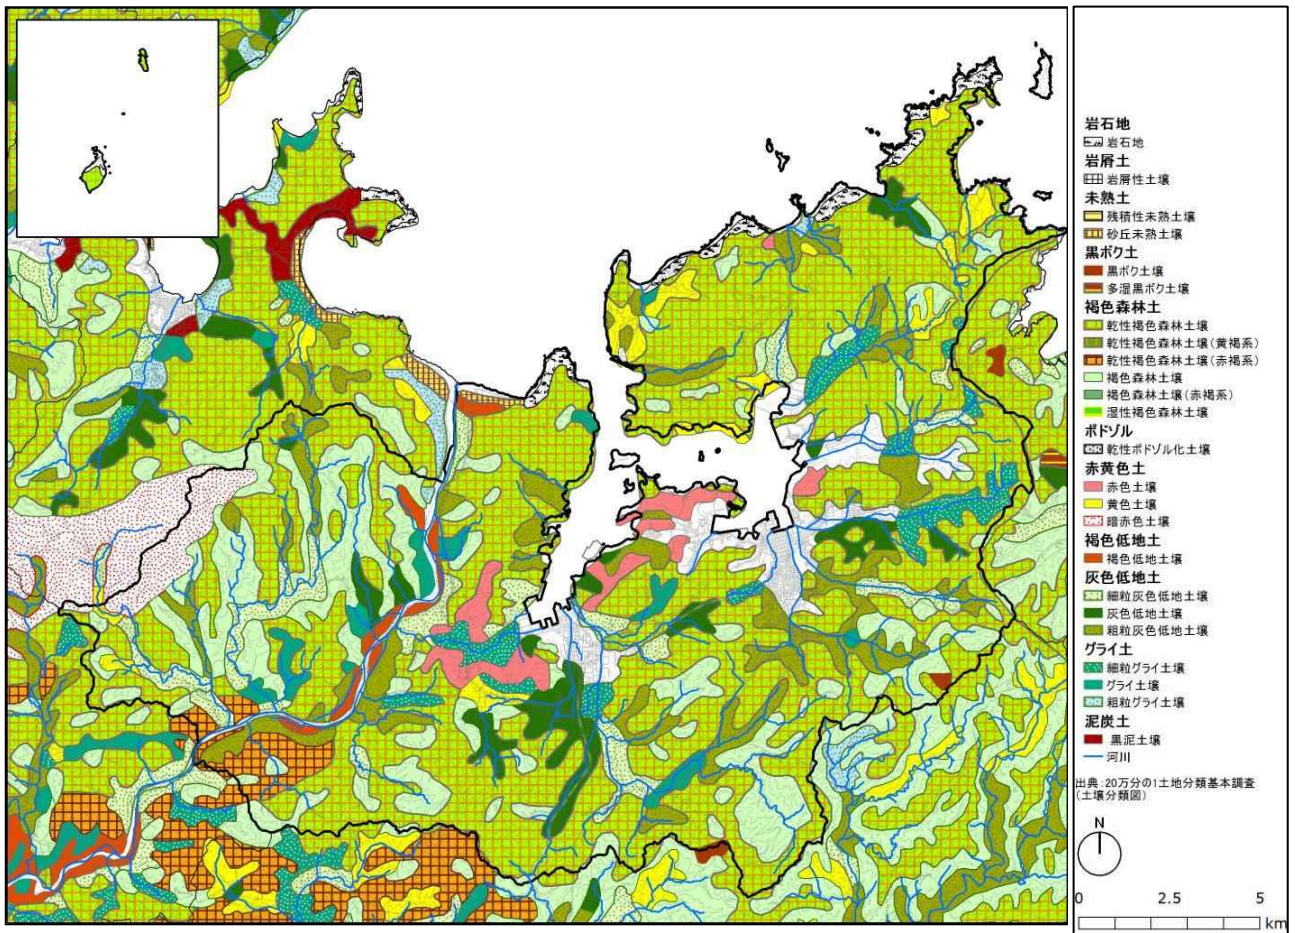 岩石地
岩石地
岩屑土
岩屑性土壌
未熟土
残積性未熟土壌
砂丘未熟土壌
黒ボク土
黒ボク土壌
多湿黒ボク土壌
褐色森林土
乾性褐色森林土壌
乾性褐色森林土壌(黄褐系)
乾性褐色森林土壌(赤褐系)
褐色森林土壌
褐色森林土壌(赤褐系)
湿性褐色森林土壌
ポドゾル
乾性ポドゾル化土壌
赤黄色土
赤色土壌
黄色土壌
暗赤色土壌
褐色低地土
褐色低地土壌
灰色低地土
細粒灰色低地土壌
灰色低地土壌
粗粒灰色低地土壌
グライ土
細粒グライ土壌
グライ土壌
粗粒グライ土壌
泥炭土
黒泥土壌
河川
出典:20万分の1土地分類基本調査
(土壌分類図)
N
0 2.5 5
km